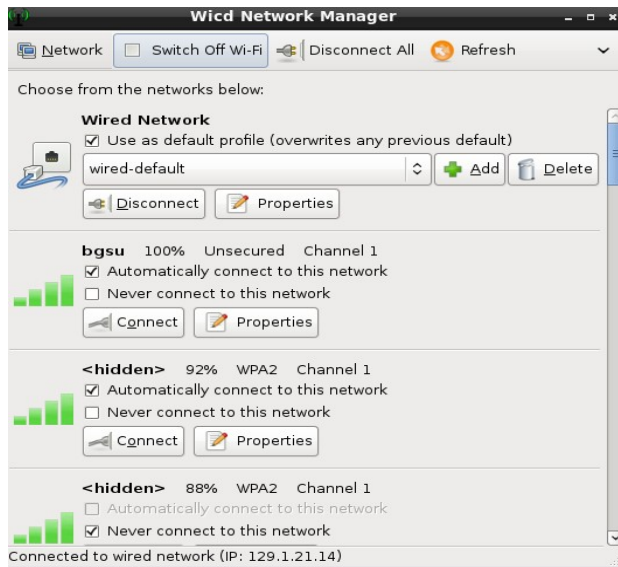 Wicd Network Manager
Network Switch Off Wi-Fi Disconnect All Refresh
Choose from the networks below:
Wired Network
Use as default profile (overwrites any previous default)
wired-default Add Delete
Disconnect Properties
bgsu 100% Unsecured Channel 1
Automatically connect to this network
Never connect to this network
Connect Properties
<hidden> 92% WPA2 Channel 1
Automatically connect to this network
Never connect to this network
Connect Properties
<hidden> 88% WPA2 Channel 1
Automatically connect to this network
Never connect to this network
Connected to wired network (IP: 129.1.21.14)